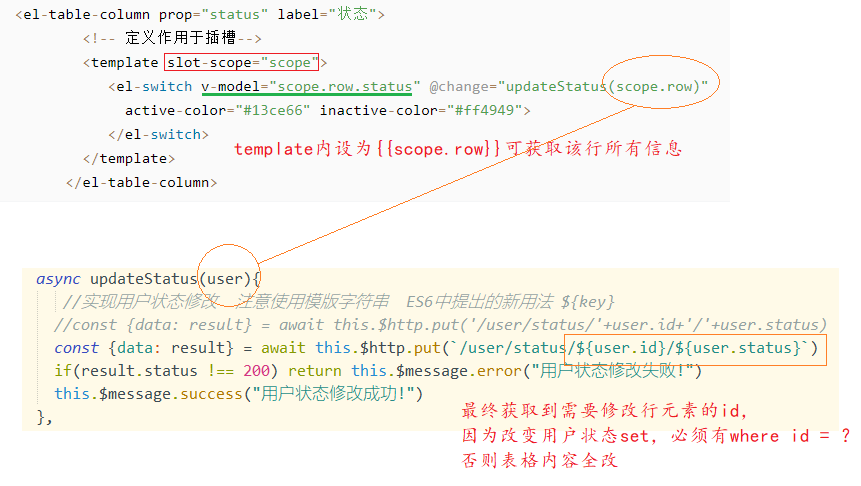 <el-table-column prop="status" label="状态">
<!-- 定义作用于插槽-->
<template slot-scope="scope">
<el-switch v-model="scope.row.status" @change="updateStatus(scope.row)"
active-color="#13ce66" inactive-color="#ff4949">
</el-switch>
</template>
</el-table-column>
template内设为{{scope.row}}可获取该行所有信息
async updateStatus(user){
//实现用户状态修改 注意使用模版字符串 ES6中提出的新用法 ${key}
//const {data: result} = await this.$http.put('/user/status/'+user.id+'/'+user.status)
const {data: result} = await this.$http.put(`/user/status/${user.id}/${user.status}`)
if(result.status !== 200) return this.$message.error("用户状态修改失败!")
this.$message.success("用户状态修改成功!")
},
最终获取到需要修改行元素的id,
因为改变用户状态set, 必须有where id = ?
否则表格内容全改